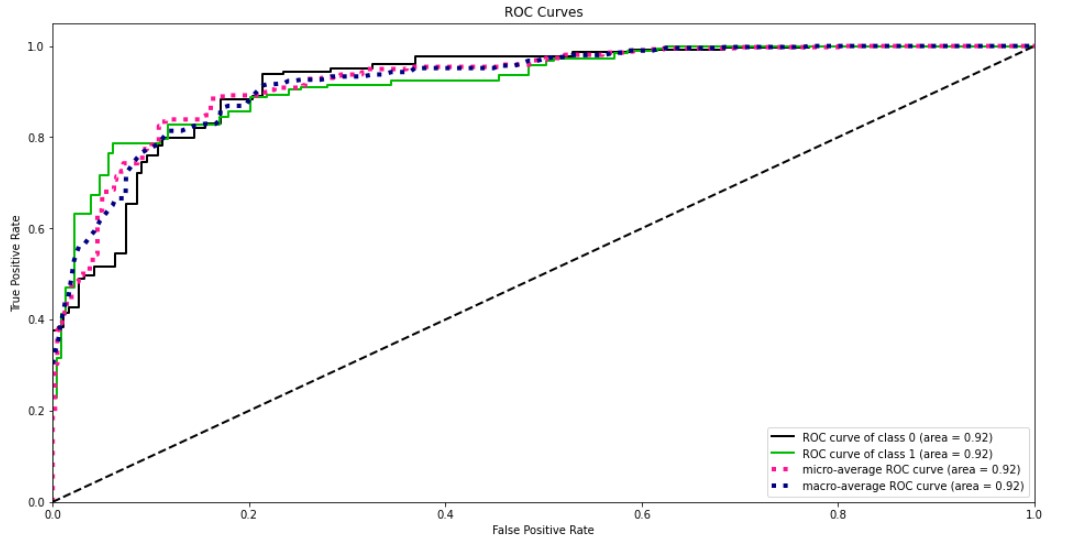 ROC Curves
True Positive Rate
1.0
0.8
0.6
0.4
0.2
0.0
0.0 0.2 0.4 0.6 0.8 1.0
False Positive Rate
ROC curve of class 0 (area = 0.92)
ROC curve of class 1 (area = 0.92)
micro-average ROC curve (area = 0.92)
macro-average ROC curve (area = 0.92)